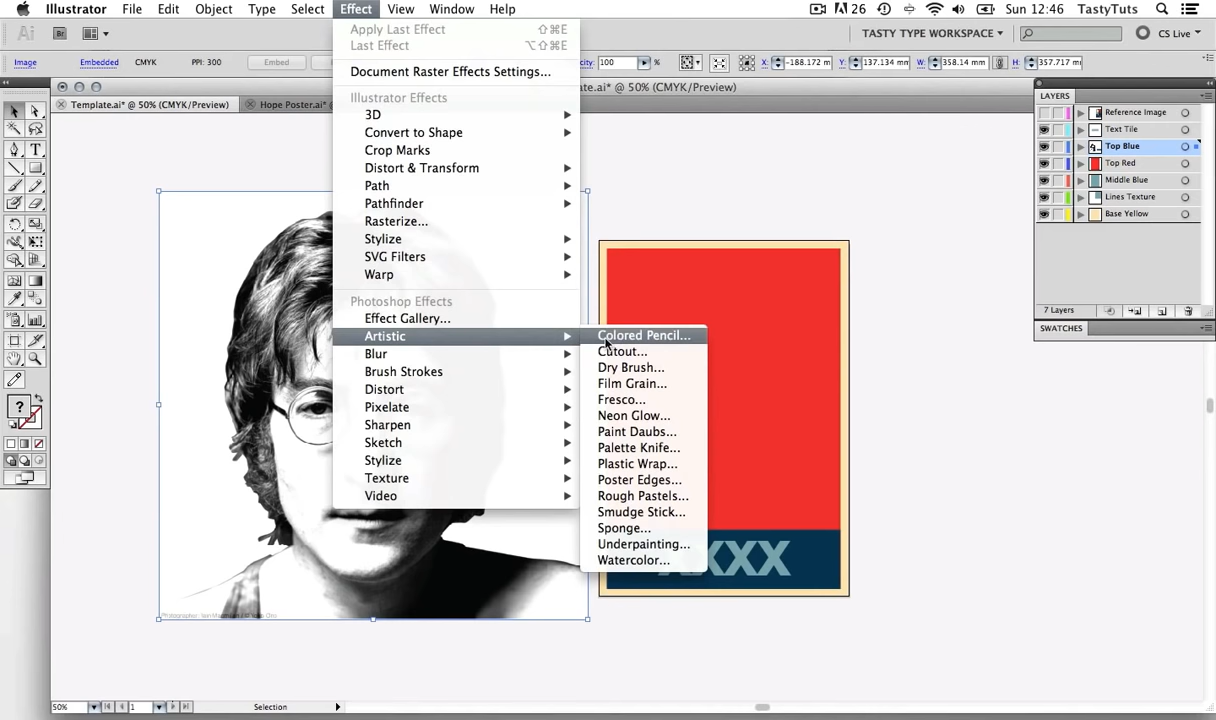 Illustrator File Edit Object Type Select Effect View Window Help 26 Sun 12:46 TastyTuts
Ai Br TASTY TYPE WORKSPACE CS Live
Image Embedded CMYK PPI: 300 Embed 100 % X: -188.172 m Y: 137.134 mm W: 358.14 mm H: 357.717 m
ate.ai* @ 50% (CMYK/Preview)
Template.ai* @ 50% (CMYK/Preview) Hope Poster.ai*
Apply Last Effect ⇧⌘E
Last Effect ⌥⇧⌘E
Document Raster Effects Settings...
Illustrator Effects
3D
Convert to Shape
Crop Marks
Distort & Transform
Path
Pathfinder
Rasterize...
Stylize
SVG Filters
Warp
Photoshop Effects
Effect Gallery...
Artistic
Blur
Brush Strokes
Distort
Pixelate
Sharpen
Sketch
Stylize
Texture
Video
Colored Pencil...
Cutout...
Dry Brush...
Film Grain...
Fresco...
Neon Glow...
Paint Daubs...
Palette Knife...
Plastic Wrap...
Poster Edges...
Rough Pastels...
Smudge Stick...
Sponge...
Underpainting...
Watercolor...
XXX
LAYERS
Reference Image
Text Tile
Top Blue
Top Red
Middle Blue
Lines Texture
Base Yellow
7 Layers
SWATCHES
T
?
50% 1 Selection